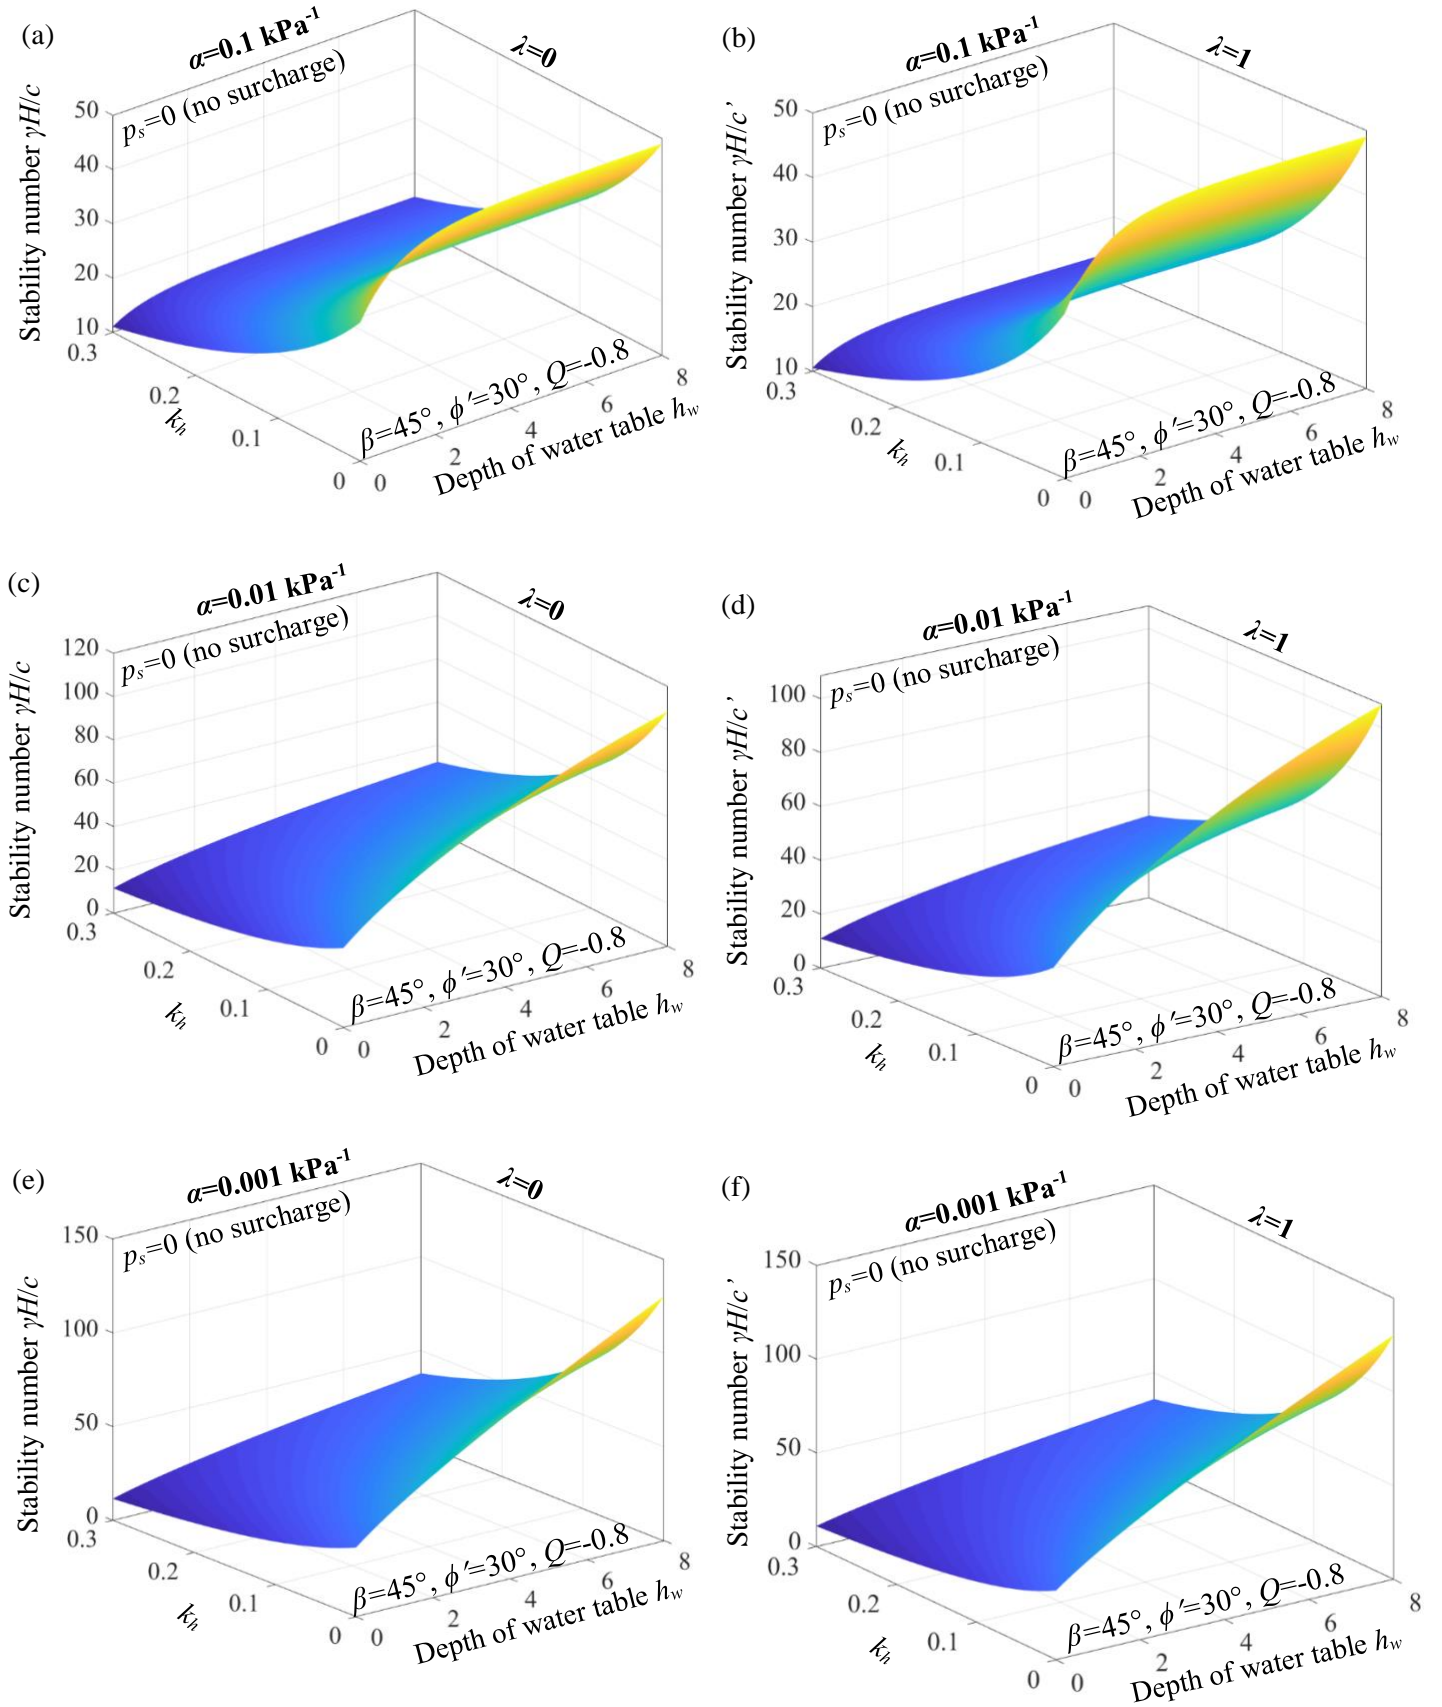 (a)
α=0.1 kPa⁻¹
λ=0
pₛ=0 (no surcharge)
Stability number γH/c
50
40
30
20
10
0.3
0.2
0.1
0
kₕ
β=45°, ϕ′=30°, Q=-0.8
0
2
4
6
8
Depth of water table h_w
(b)
α=0.1 kPa⁻¹
λ=1
pₛ=0 (no surcharge)
Stability number γH/c’
50
40
30
20
10
0.3
0.2
0.1
0
kₕ
β=45°, ϕ′=30°, Q=-0.8
0
2
4
6
8
Depth of water table h_w
(c)
α=0.01 kPa⁻¹
λ=0
pₛ=0 (no surcharge)
Stability number γH/c
120
100
80
60
40
20
0
0.3
0.2
0.1
0
kₕ
β=45°, ϕ′=30°, Q=-0.8
0
2
4
6
8
Depth of water table h_w
(d)
α=0.01 kPa⁻¹
λ=1
pₛ=0 (no surcharge)
Stability number γH/c’
100
80
60
40
20
0
0.3
0.2
0.1
0
kₕ
β=45°, ϕ′=30°, Q=-0.8
0
2
4
6
8
Depth of water table h_w
(e)
α=0.001 kPa⁻¹
λ=0
pₛ=0 (no surcharge)
Stability number γH/c
150
100
50
0
0.3
0.2
0.1
0
kₕ
β=45°, ϕ′=30°, Q=-0.8
0
2
4
6
8
Depth of water table h_w
(f)
α=0.001 kPa⁻¹
λ=1
pₛ=0 (no surcharge)
Stability number γH/c’
150
100
50
0
0.3
0.2
0.1
0
kₕ
β=45°, ϕ′=30°, Q=-0.8
0
2
4
6
8
Depth of water table h_w